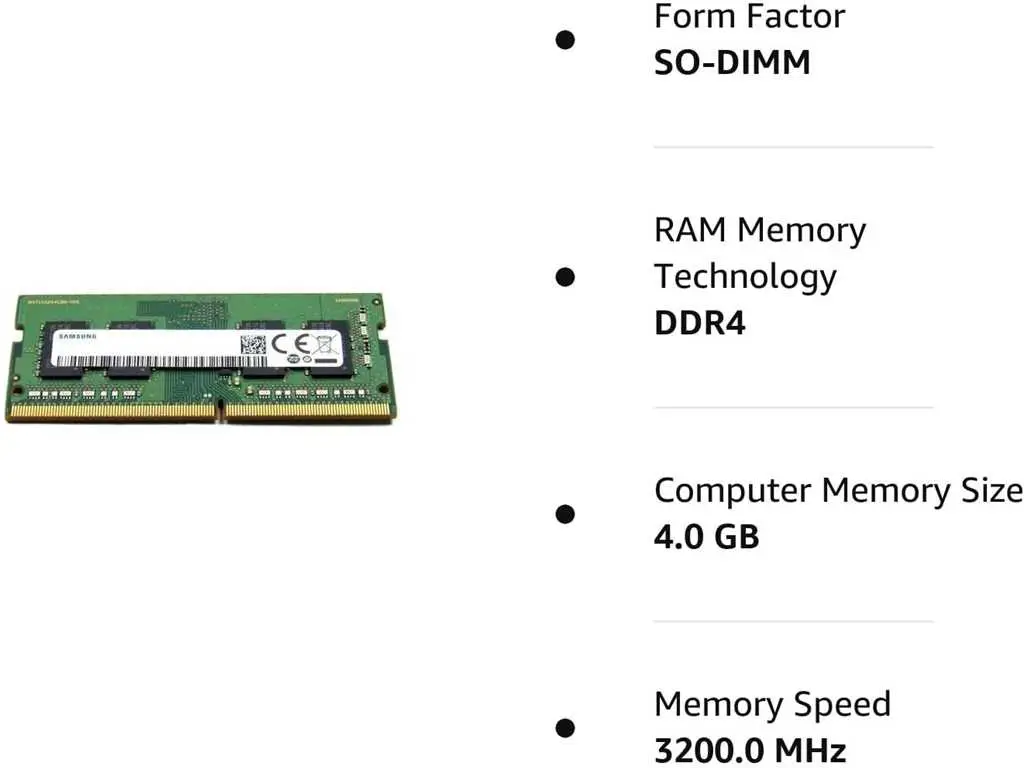 Form Factor
SO-DIMM
RAM Memory
Technology
DDR4
Computer Memory Size
4.0 GB
Memory Speed
3200.0 MHz
SAMSUNG
CE